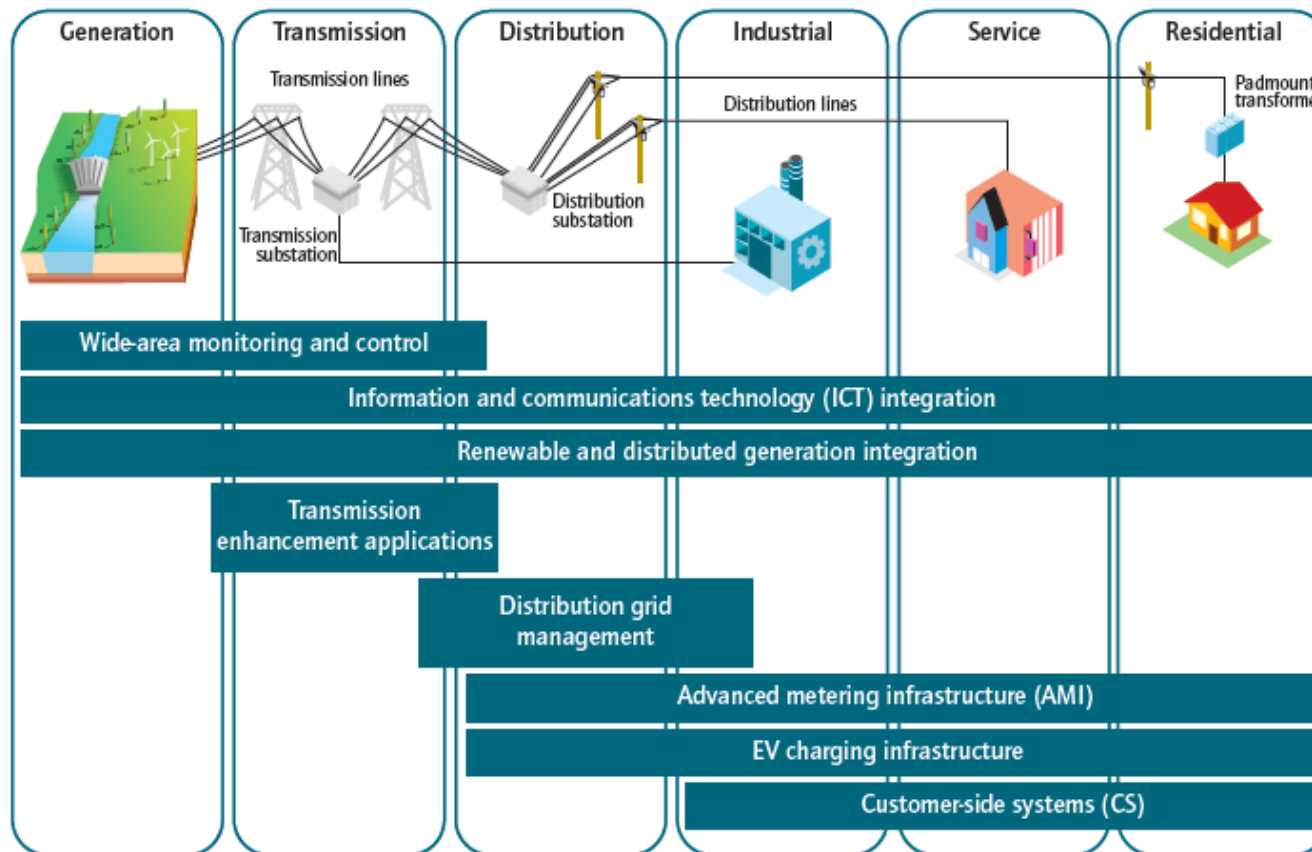 Generation
Transmission
Distribution
Industrial
Service
Residential
Transmission lines
Distribution lines
Padmount
transforme
Distribution
substation
Transmission
substation
Wide-area monitoring and control
Information and communications technology (ICT) integration
Renewable and distributed generation integration
Transmission
enhancement applications
Distribution grid
management
Advanced metering infrastructure (AMI)
EV charging infrastructure
Customer-side systems (CS)